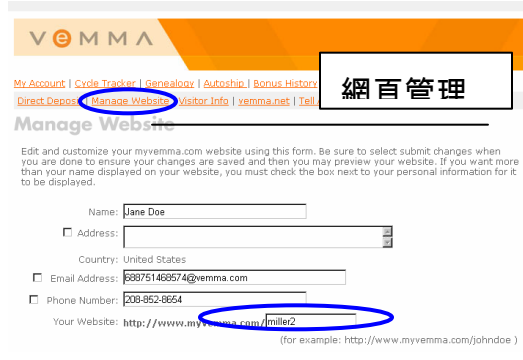 VEMMA
My Account | Cycle Tracker | Genealogy | Autoship | Bonus History
網頁管理
Direct Deposit | Manage Website | Visitor Info | vemma.net | Tell A
Manage Website
Edit and customize your myvemma.com website using this form. Be sure to select submit changes when
you are done to ensure your changes are saved and then you may preview your website. If you want more
than your name displayed on your website, you must check the box next to your personal information for it
to be displayed.
Name: Jane Doe
Address:
Country: United States
Email Address: 688751468574@vemma.com
Phone Number: 208-852-8654
Your Website: http://www.myvemma.com/ miller2
(for example: http://www.myvemma.com/johndoe )